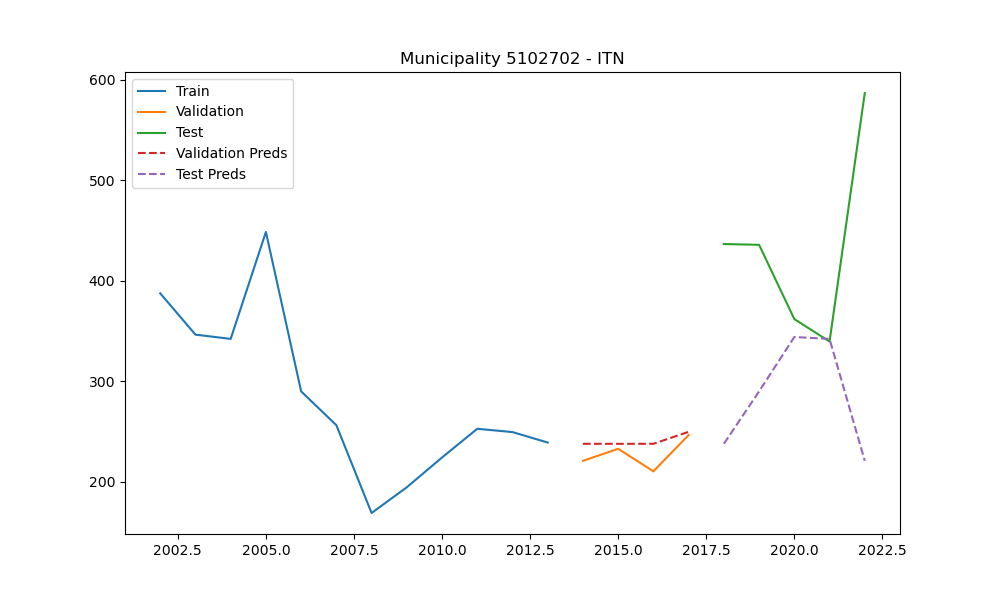 Municipality 5102702 - ITN
Train
Validation
Test
Validation Preds
Test Preds
600
500
400
300
200
2002.5 2005.0 2007.5 2010.0 2012.5 2015.0 2017.5 2020.0 2022.5